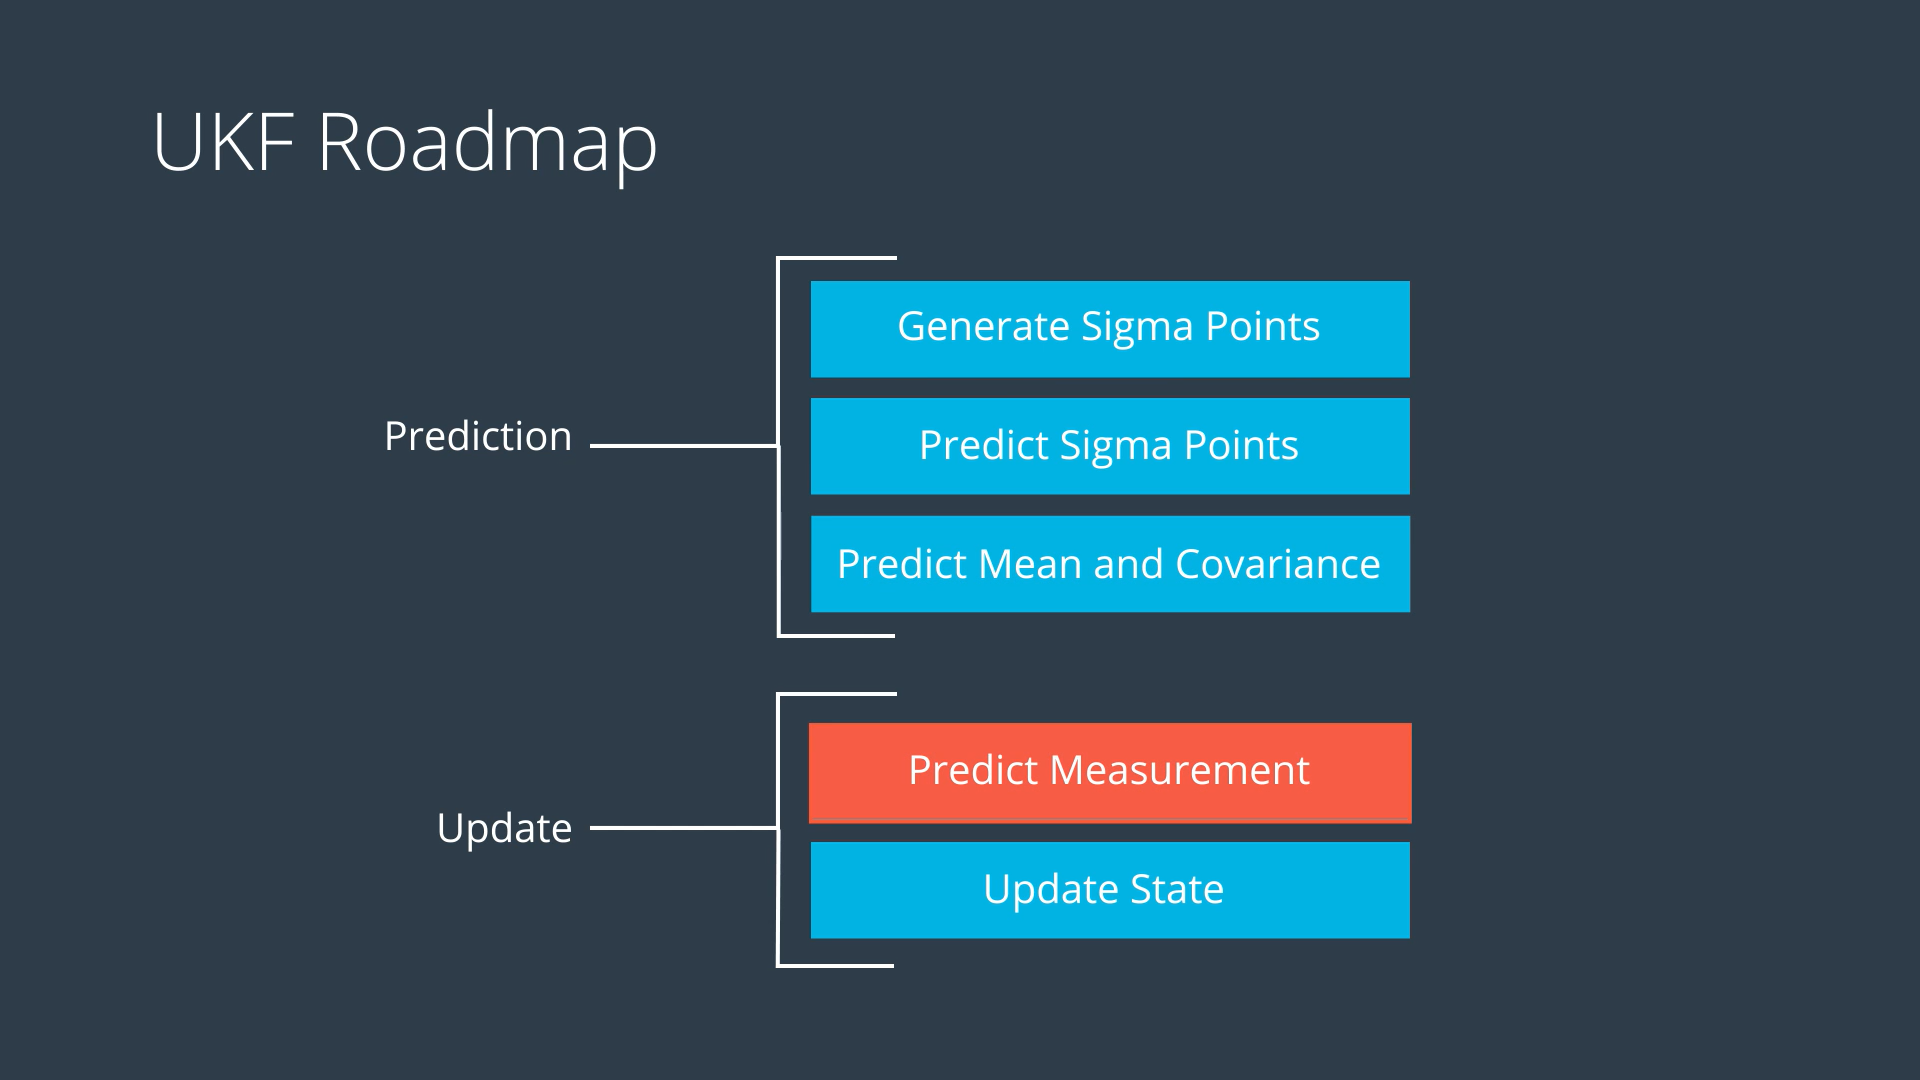 UKF Roadmap
Prediction
Generate Sigma Points
Predict Sigma Points
Predict Mean and Covariance
Update
Predict Measurement
Update State